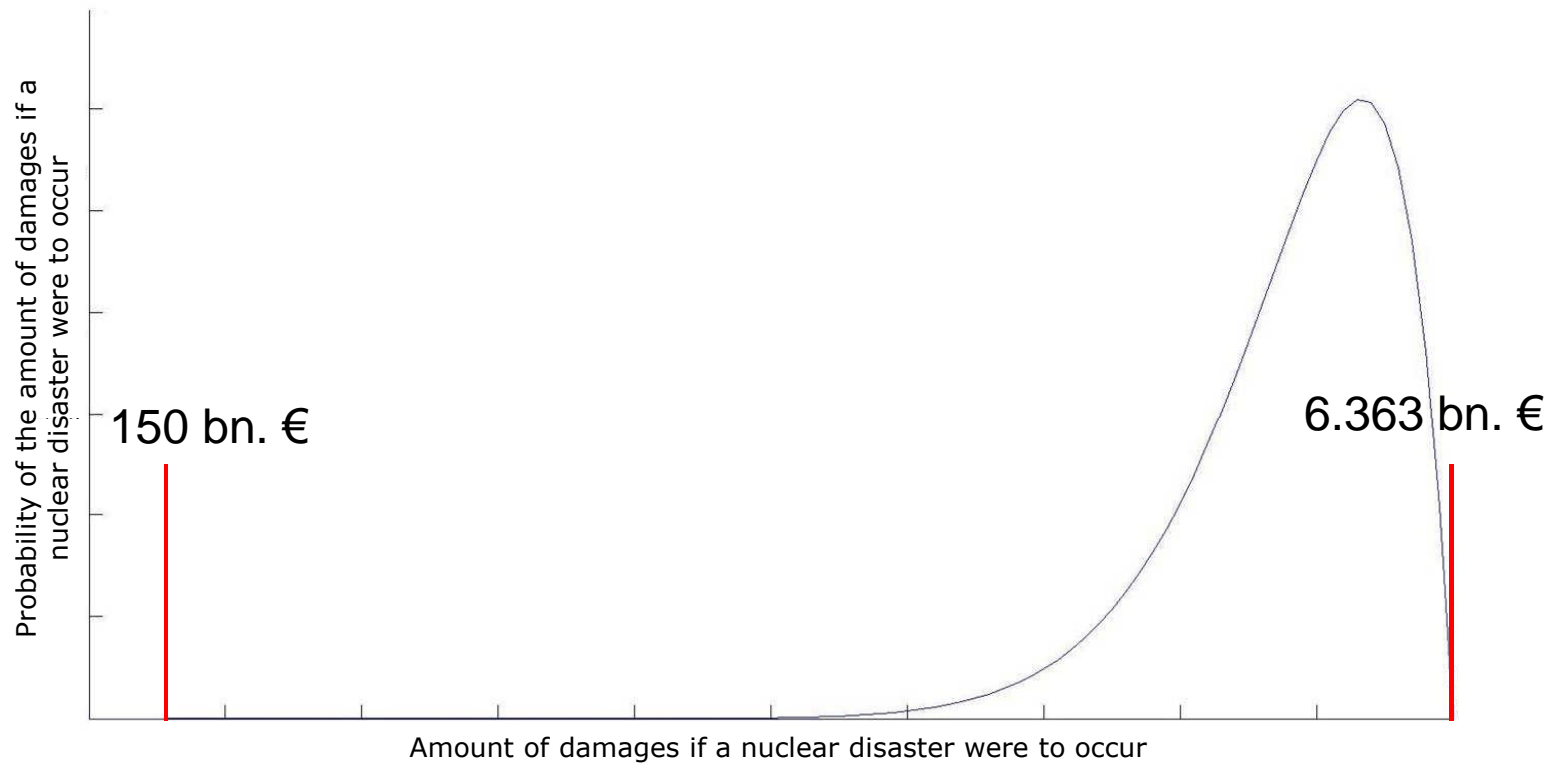 Probability of the amount of damages if a
nuclear disaster were to occur
150 bn. €
6.363 bn. €
Amount of damages if a nuclear disaster were to occur